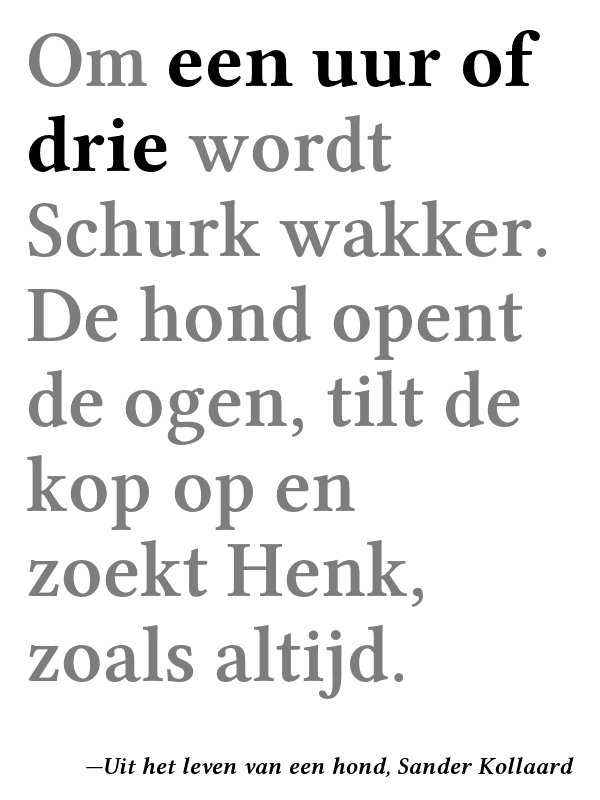 Om een uur of
drie wordt
Schurk wakker.
De hond opent
de ogen, tilt de
kop op en
zoekt Henk,
zoals altijd.
—Uit het leven van een hond, Sander Kollaard